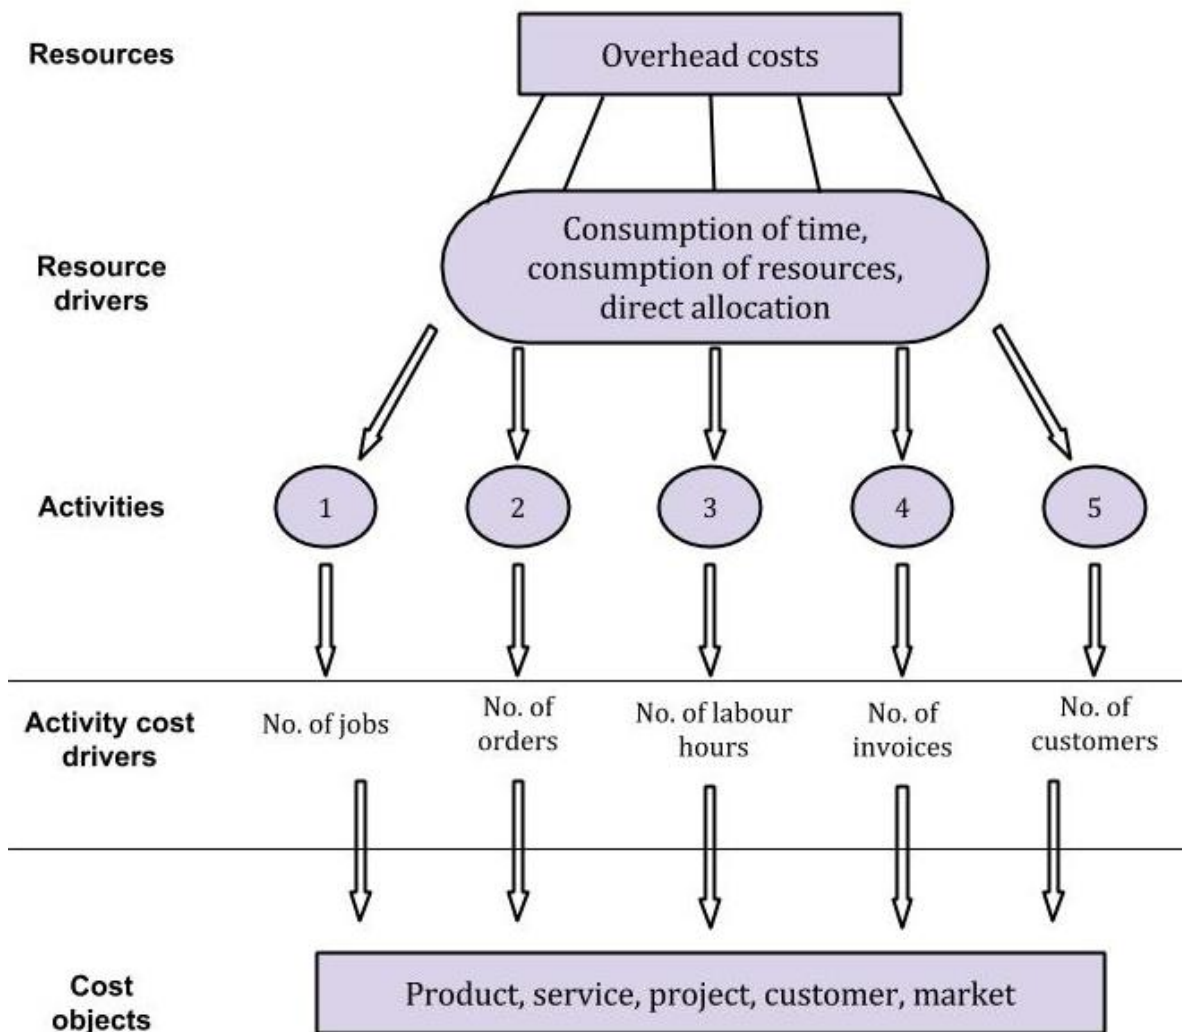 Resources
Overhead costs
Resource
drivers
Consumption of time,
consumption of resources,
direct allocation
Activities
1
2
3
4
5
Activity cost
drivers
No. of jobs
No. of
orders
No. of labour
hours
No. of
invoices
No. of
customers
Cost
objects
Product, service, project, customer, market